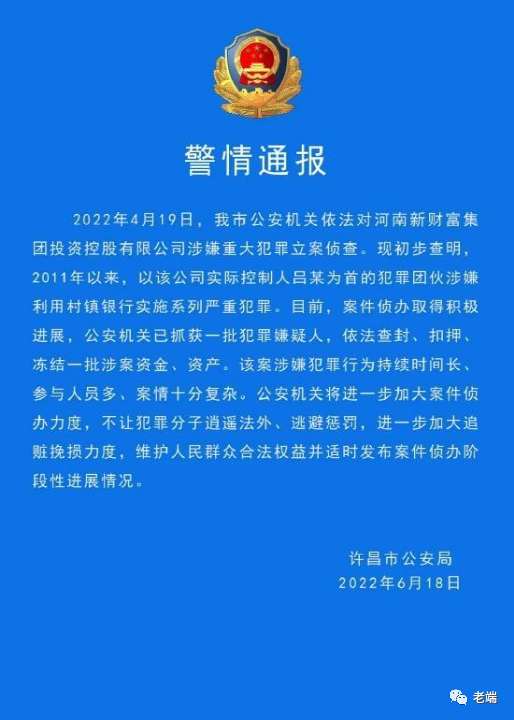 警情通报
2022年4月19日，我市公安机关依法对河南新财富集
团投资控股有限公司涉嫌重大犯罪立案侦查。现初步查明，
2011年以来，以该公司实际控制人吕某为首的犯罪团伙涉嫌
利用村镇银行实施系列严重犯罪。目前，案件侦办取得积极
进展，公安机关已抓获一批犯罪嫌疑人，依法查封、扣押、
冻结一批涉案资金、资产。该案涉嫌犯罪行为持续时间长、
参与人员多、案情十分复杂。公安机关将进一步加大案件侦
办力度，不让犯罪分子逍遥法外、逃避惩罚，进一步加大追
赃挽损力度，维护人民群众合法权益并适时发布案件侦办阶
段性进展情况。
许昌市公安局
2022年6月18日
老端